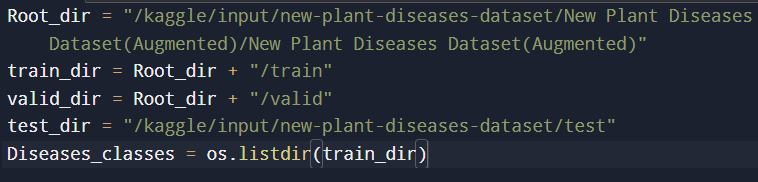 Root_dir = "/kaggle/input/new-plant-diseases-dataset/New Plant Diseases
Dataset(Augmented)/New Plant Diseases Dataset(Augmented)"
train_dir = Root_dir + "/train"
valid_dir = Root_dir + "/valid"
test_dir = "/kaggle/input/new-plant-diseases-dataset/test"
Diseases_classes = os.listdir(train_dir)